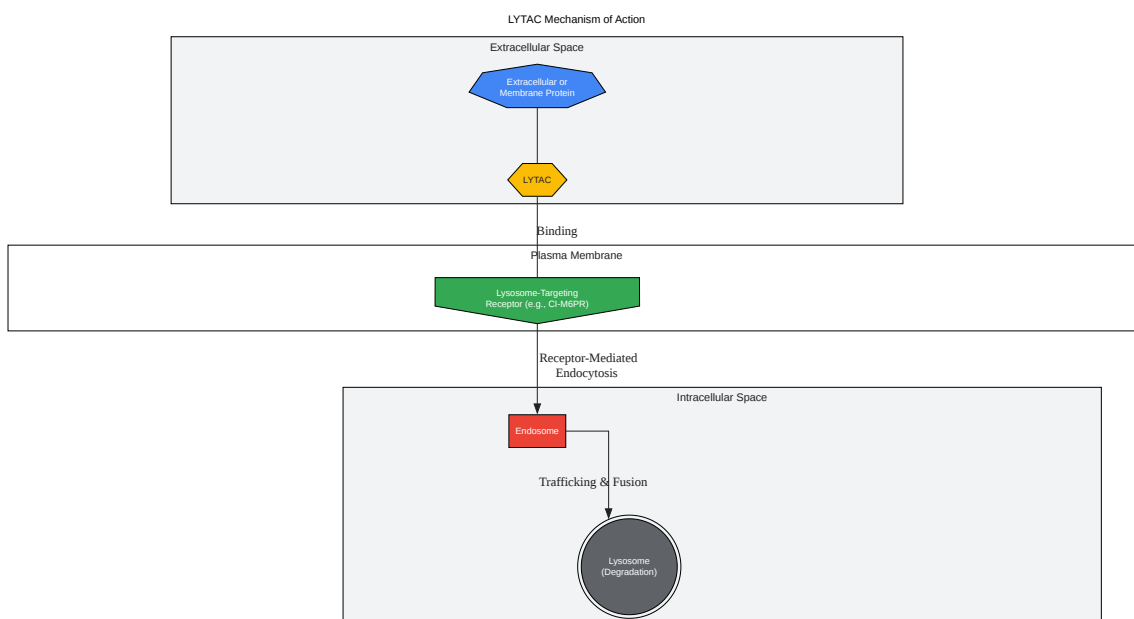 LYTAC Mechanism of Action
Extracellular Space
Extracellular or
Membrane Protein
LYTAC
Binding
Plasma Membrane
Lysosome-Targeting
Receptor (e.g., CI-M6PR)
Receptor-Mediated
Endocytosis
Intracellular Space
Endosome
Trafficking & Fusion
Lysosome
(Degradation)